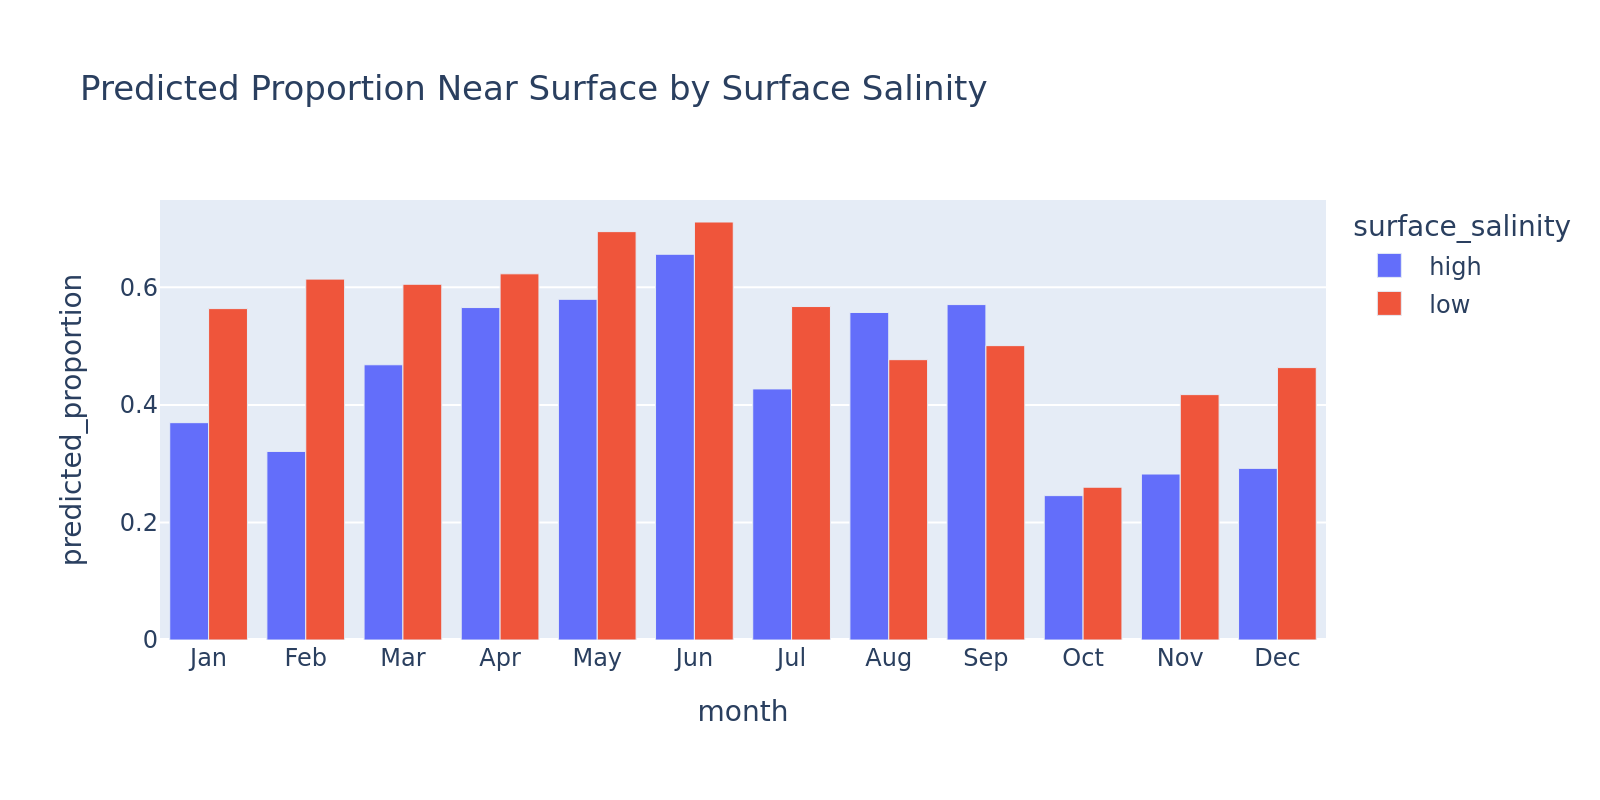 Predicted Proportion Near Surface by Surface Salinity
surface_salinity
high
low
predicted_proportion
0.6
0.4
0.2
0
Jan Feb Mar Apr May Jun Jul Aug Sep Oct Nov Dec
month